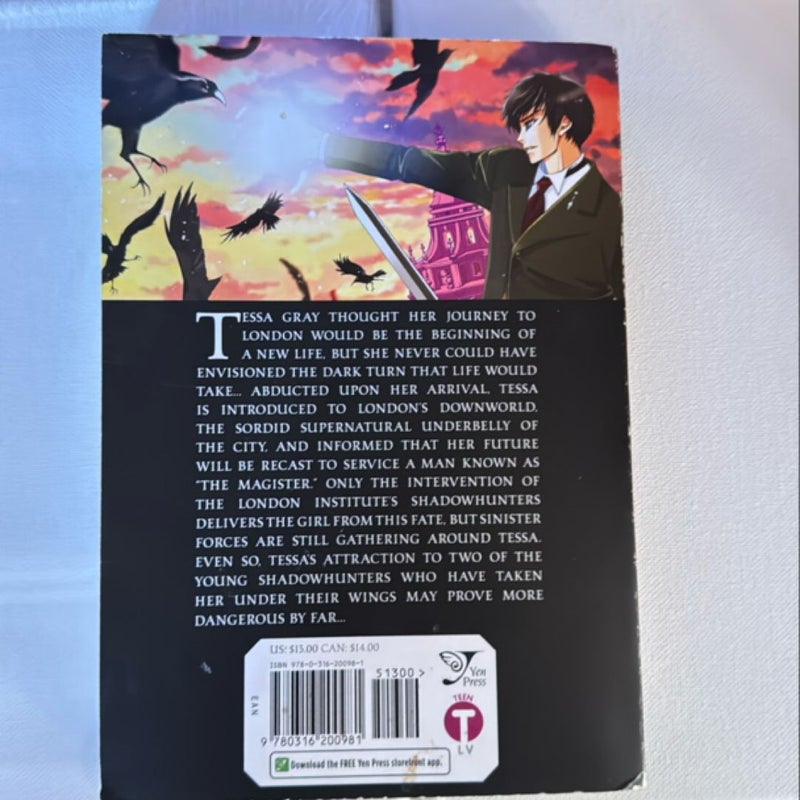 TESSA GRAY THOUGHT HER JOURNEY TO
LONDON WOULD BE THE BEGINNING OF
A NEW LIFE, BUT SHE NEVER COULD HAVE
ENVISIONED THE DARK TURN THAT LIFE WOULD
TAKE... ABDUCTED UPON HER ARRIVAL, TESSA
IS INTRODUCED TO LONDON'S DOWNWORLD,
THE SORDID SUPERNATURAL UNDERBELLY OF
THE CITY, AND INFORMED THAT HER FUTURE
WILL BE RECAST TO SERVICE A MAN KNOWN AS
"THE MAGISTER." ONLY THE INTERVENTION OF
THE LONDON INSTITUTE'S SHADOWHUNTERS
DELIVERS THE GIRL FROM THIS FATE, BUT SINISTER
FORCES ARE STILL GATHERING AROUND TESSA.
EVEN SO, TESSA'S ATTRACTION TO TWO OF THE
YOUNG SHADOWHUNTERS WHO HAVE TAKEN
HER UNDER THEIR WINGS MAY PROVE MORE
DANGEROUS BY FAR...
US: $13.00 CAN: $14.00
ISBN 978-0-316-20098-1
51300 >
EAN
9 780316 200981
Yen
Press
TEEN
T
LV
Download the FREE Yen Press storefront app.